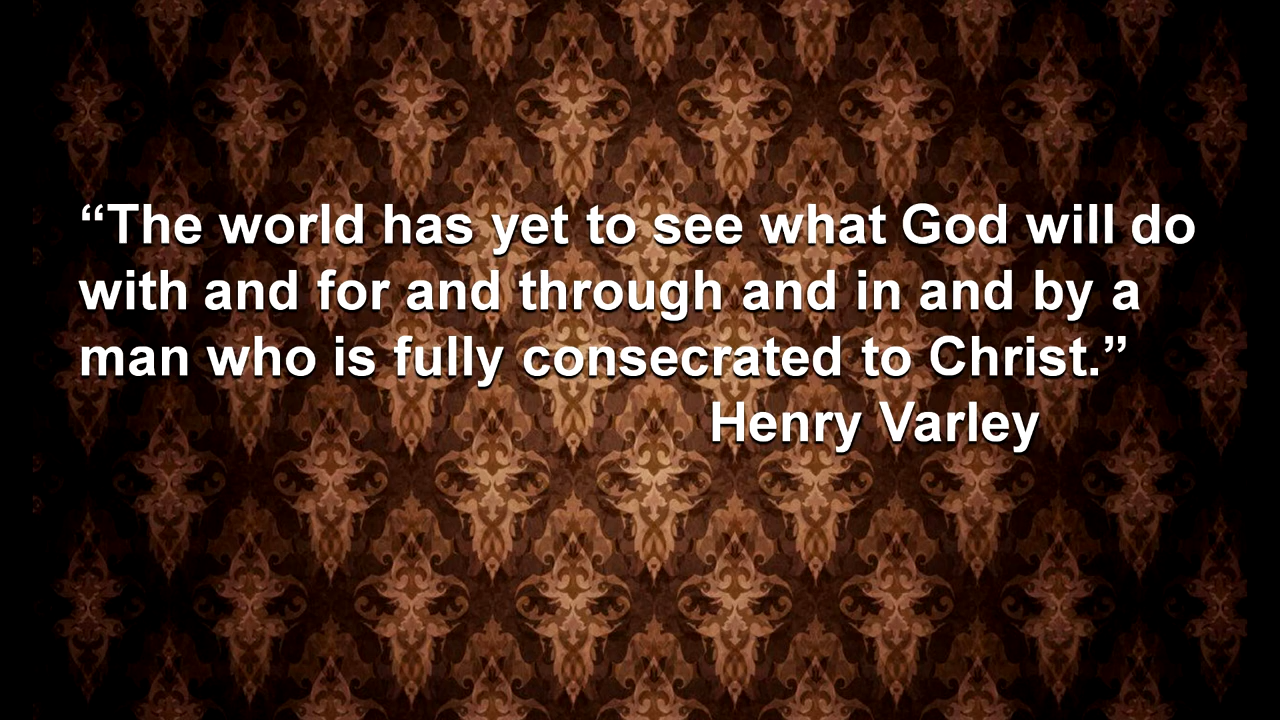 “The world has yet to see what God will do
with and for and through and in and by a
man who is fully consecrated to Christ.”
Henry Varley